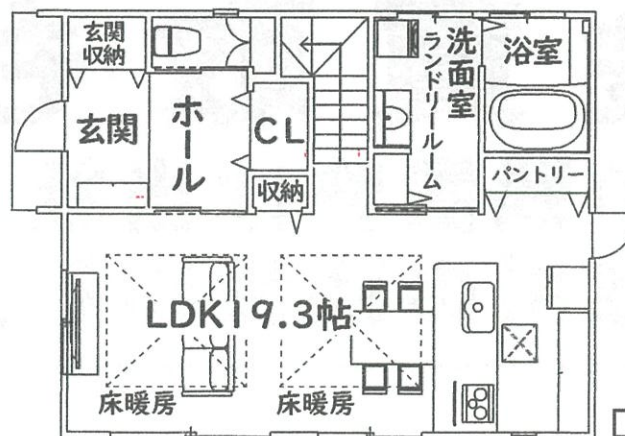 玄関
収納
玄関
ホール
CL
収納
洗面室
ランドリールーム
浴室
パントリー
LDK19.3帖
床暖房
床暖房